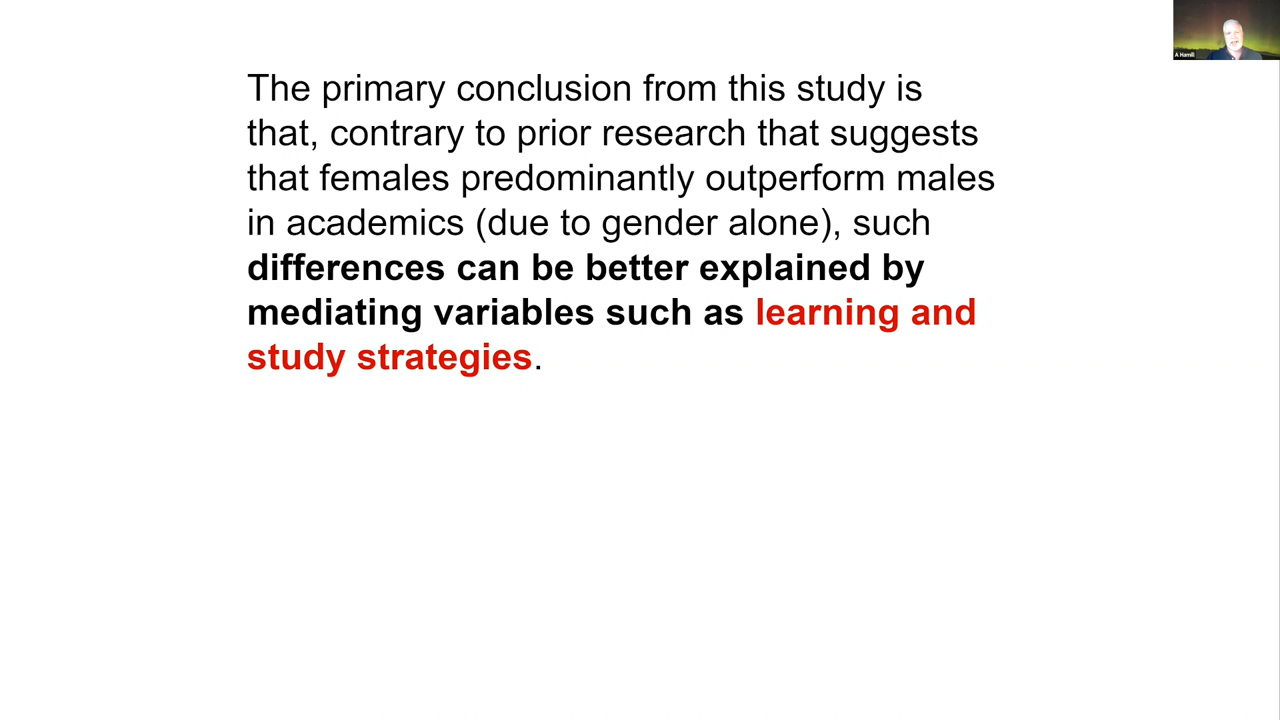 The primary conclusion from this study is
that, contrary to prior research that suggests
that females predominantly outperform males
in academics (due to gender alone), such
differences can be better explained by
mediating variables such as learning and
study strategies.
A Hamill